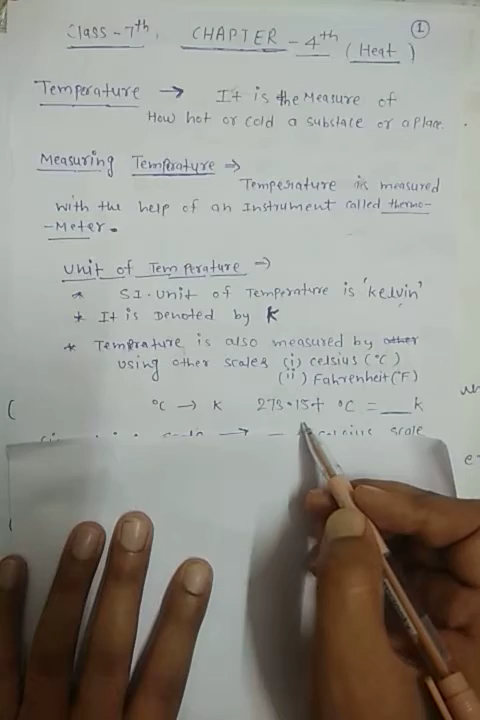 Class - 7th, CHAPTER - 4th (Heat) 1
Temperature → It is the Measure of
How hot or cold a substace or a place.
Measuring Temperature ⇒
Temperature is measured
with the help of an Instrument called thermo-
-Meter.
Unit of Temperature ⇒
* SI. Unit of Temperature is 'kelvin'
* It is Denoted by K
* Temperature is also measured by
using other scales (i) celsius (°C)
(ii) Fahrenheit (°F)
°C → K 273.15 + °C = ___ k
→ scale